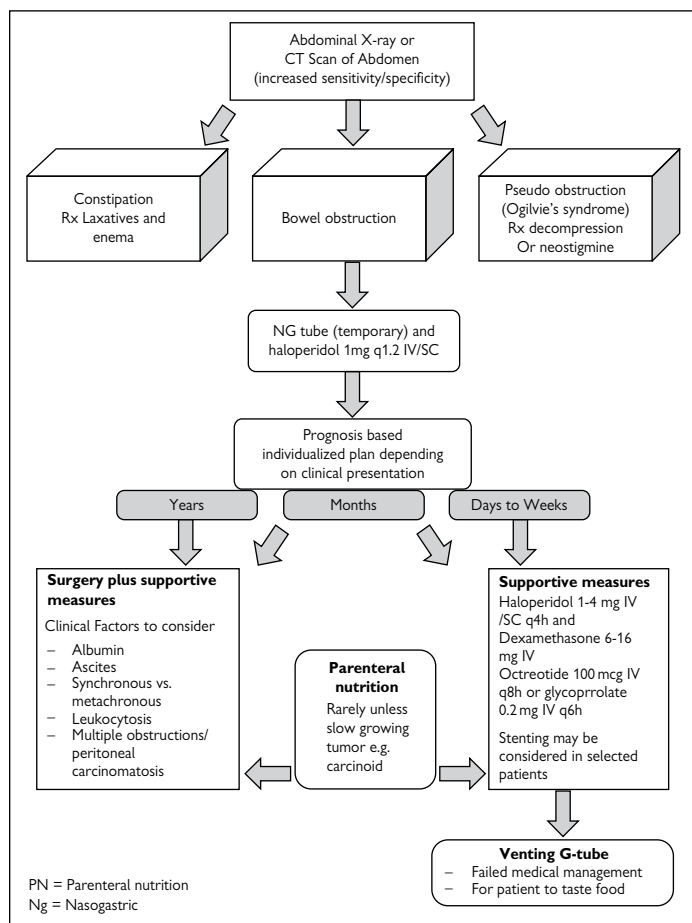 Abdominal X-ray or
CT Scan of Abdomen
(increased sensitivity/specificity)
Constipation
Rx Laxatives and
enema
Bowel obstruction
Pseudo obstruction
(Ogilvie's syndrome)
Rx decompression
Or neostigmine
NG tube (temporary) and
haloperidol 1mg q1.2 IV/SC
Prognosis based
individualized plan depending
on clinical presentation
Years
Months
Days to Weeks
Surgery plus supportive
measures
Clinical Factors to consider
– Albumin
– Ascites
– Synchronous vs.
metachronous
– Leukocytosis
– Multiple obstructions/
peritoneal
carcinomatosis
Parenteral
nutrition
Rarely unless
slow growing
tumor e.g.
carcinoid
Supportive measures
Haloperidol 1-4 mg IV
/SC q4h and
Dexamethasone 6-16
mg IV
Octreotide 100 mcg IV
q8h or glycoprrolate
0.2 mg IV q6h
Stenting may be
considered in selected
patients
Venting G-tube
– Failed medical management
– For patient to taste food
PN = Parenteral nutrition
Ng = Nasogastric